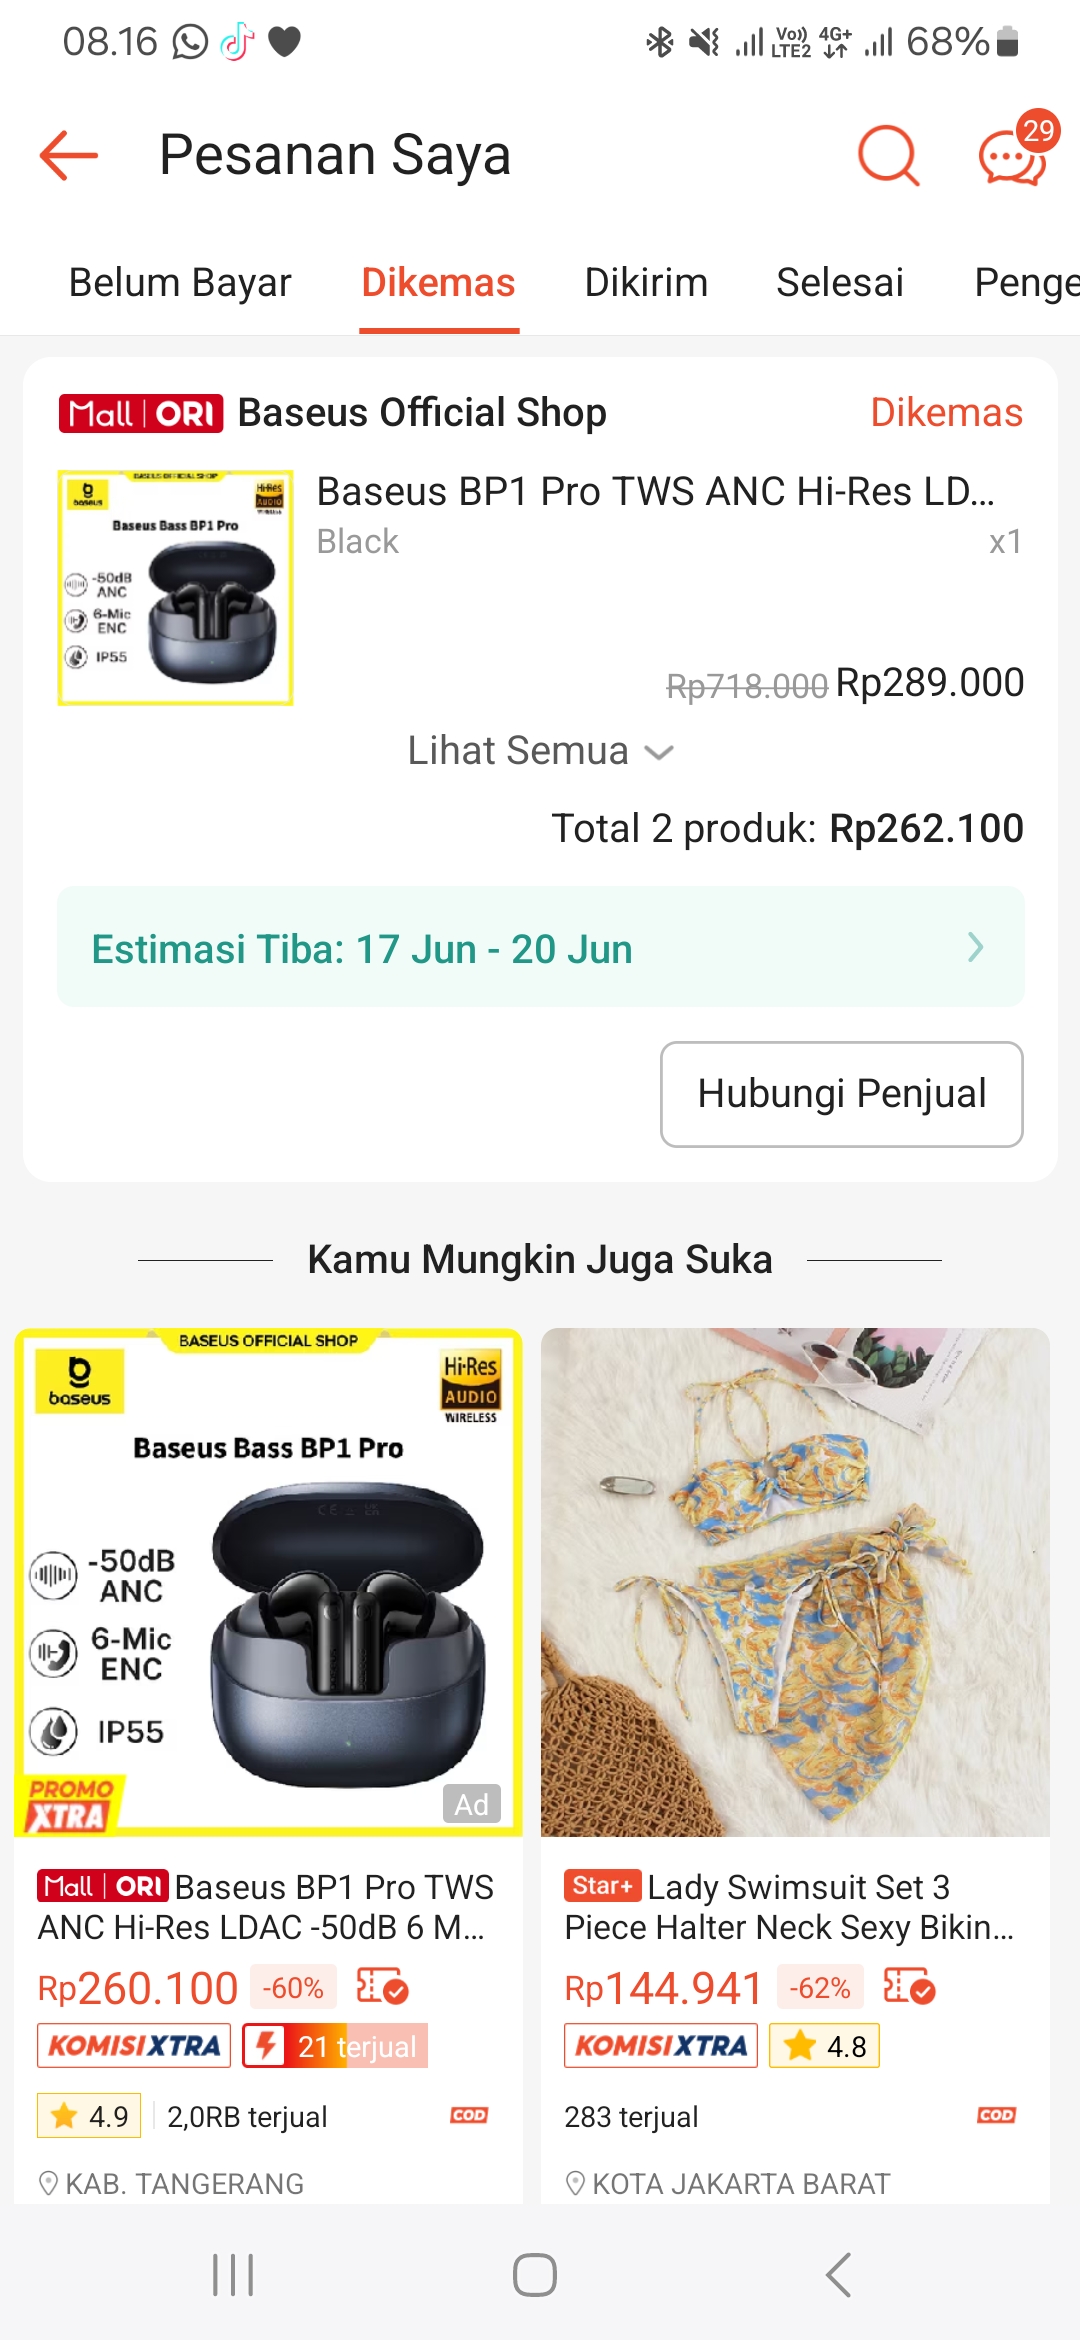 08.16
Vo)) LTE2 4G+ 68%
Pesanan Saya
29
Belum Bayar Dikemas Dikirim Selesai Penge
Mall | ORI Baseus Official Shop Dikemas
BASEUS OFFICIAL SHOP
baseus
Hi-Res AUDIO WIRELESS
Baseus Bass BP1 Pro
-50dB ANC
6-Mic ENC
IP55
Baseus BP1 Pro TWS ANC Hi-Res LD...
Black x1
Rp718.000 Rp289.000
Lihat Semua
Total 2 produk: Rp262.100
Estimasi Tiba: 17 Jun - 20 Jun
Hubungi Penjual
Kamu Mungkin Juga Suka
BASEUS OFFICIAL SHOP
baseus
Hi-Res
AUDIO
WIRELESS
Baseus Bass BP1 Pro
-50dB
ANC
6-Mic
ENC
IP55
PROMO
XTRA
Ad
Mall | ORI Baseus BP1 Pro TWS
ANC Hi-Res LDAC -50dB 6 M...
Rp260.100 -60%
KOMISI XTRA 21 terjual
4.9 2,0RB terjual COD
KAB. TANGERANG
Star+ Lady Swimsuit Set 3
Piece Halter Neck Sexy Bikin...
Rp144.941 -62%
KOMISI XTRA 4.8
283 terjual COD
KOTA JAKARTA BARAT